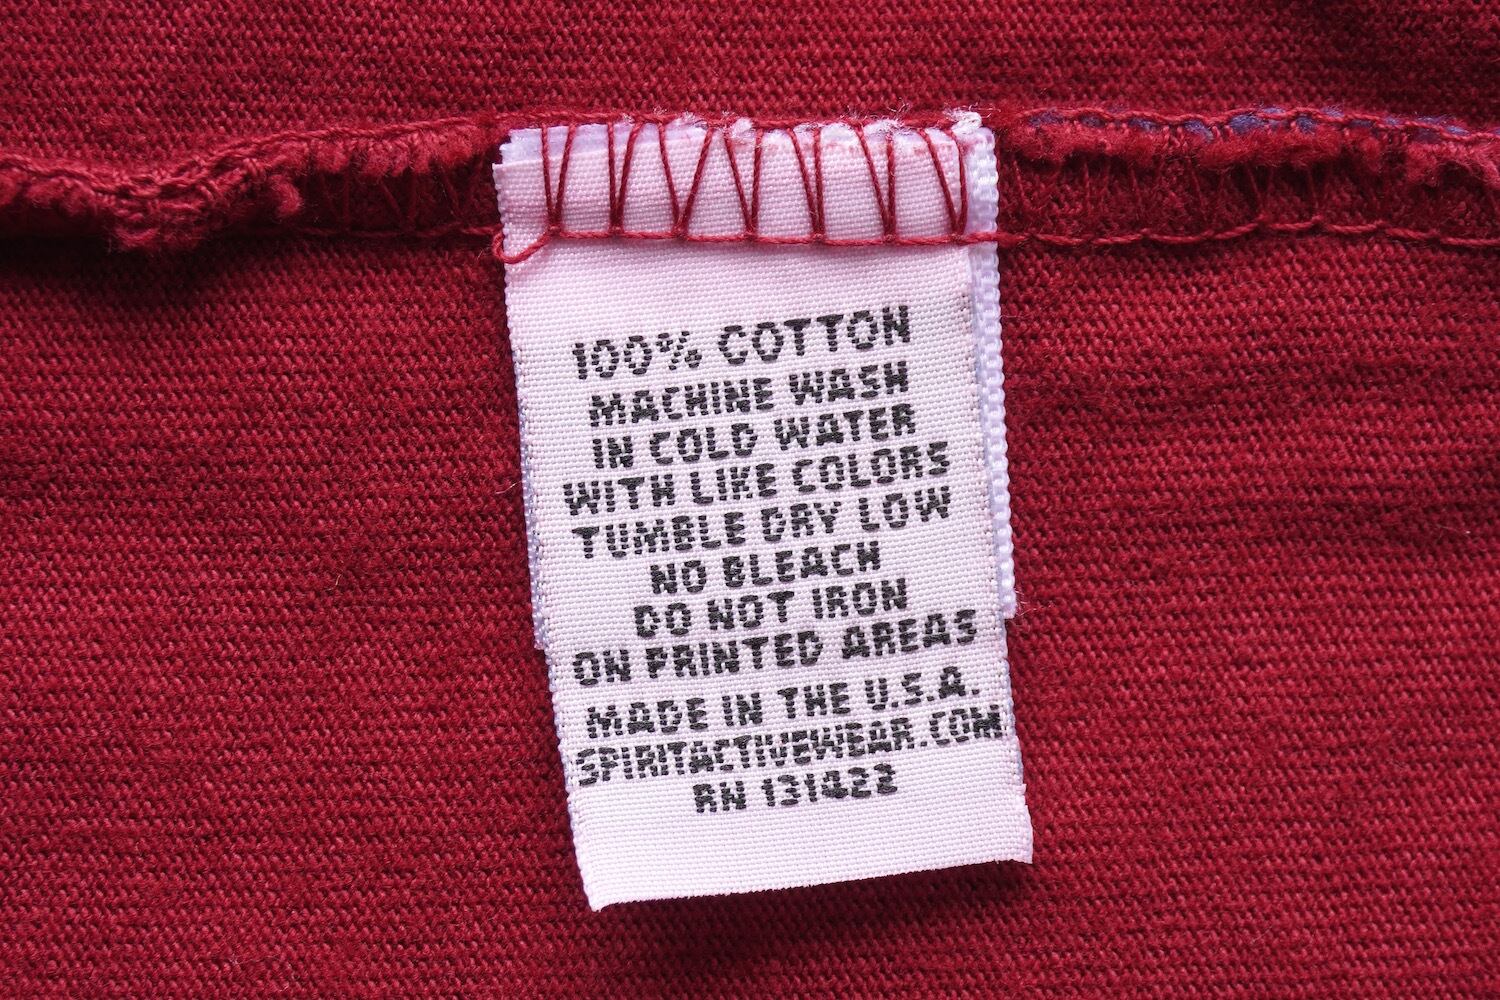 100% COTTON
MACHINE WASH
IN COLD WATER
WITH LIKE COLORS
TUMBLE DRY LOW
NO BLEACH
DO NOT IRON
ON PRINTED AREAS
MADE IN THE U.S.A.
SPIRITACTIVEWEAR.COM
RN 131422